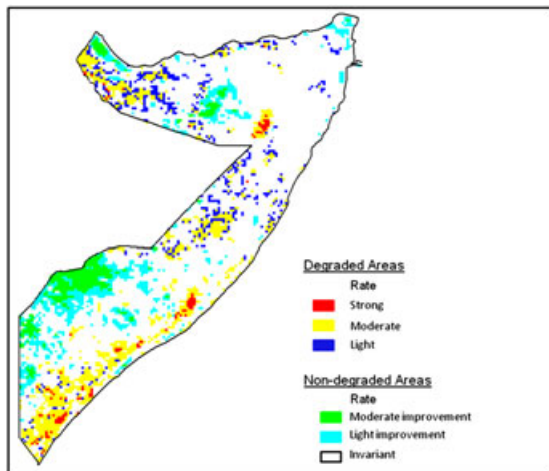 Degraded Areas
Rate
Strong
Moderate
Light
Non-degraded Areas
Rate
Moderate improvement
Light improvement
Invariant